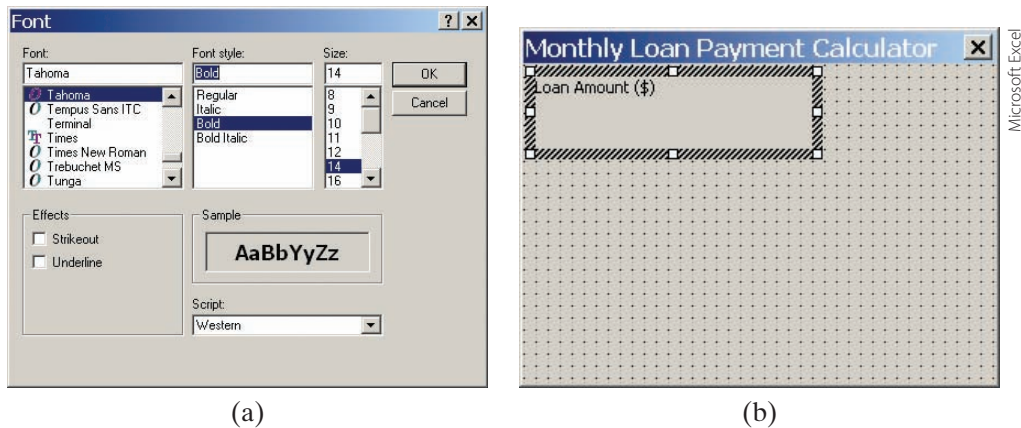 Font
Font: Font style: Size:
Tahoma Bold 14 OK
Tahoma Regular 8 Cancel
Tempus Sans ITC Italic 9
Terminal Bold 10
Times Bold Italic 11
Times New Roman 12
Trebuchet MS 14
Tunga 16
Effects Sample
Strikeout
Underline
AaBbYyZz
Script:
Western
(a)
Monthly Loan Payment Calculator
Loan Amount ($)
Microsoft Excel
(b)